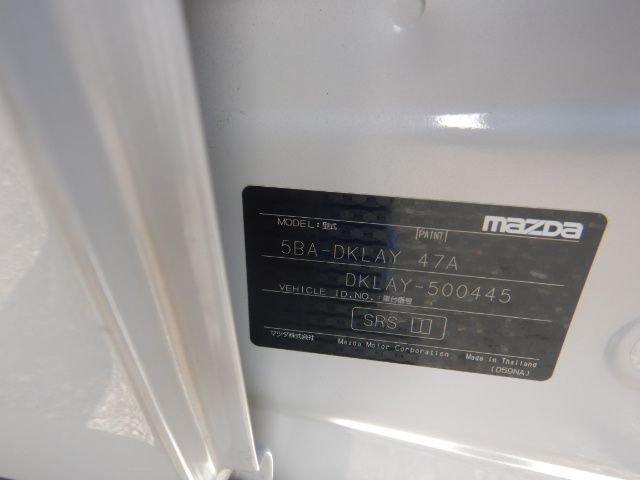 MODEL:型式 [PAINT] mazda
5BA-DKLAY 47A
DKLAY-500445
VEHICLE ID.NO.:車台番号
SRS
マツダ株式会社 Mazda Motor Corporation Made in Thailand
(D59NA)